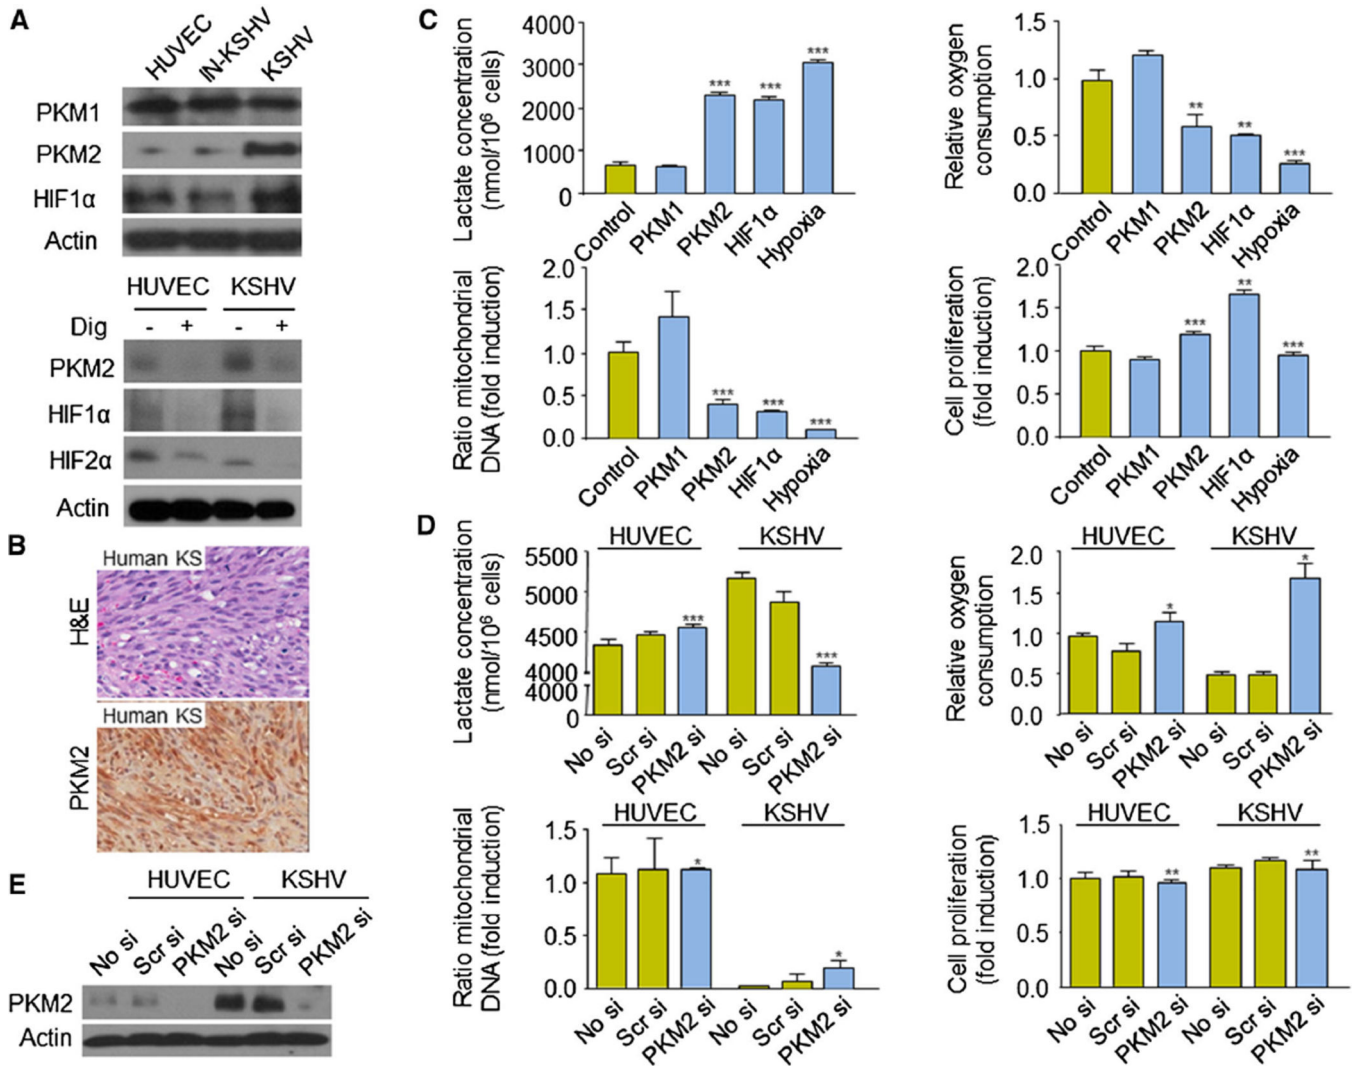 A
HUVEC
IN-KSHV
KSHV
PKM1
PKM2
HIF1α
Actin
HUVEC KSHV
Dig - + - +
PKM2
HIF1α
HIF2α
Actin
B
Human KS
H&E
Human KS
PKM2
C
Lactate concentration
(nmol/10⁶ cells)
4000
3000
2000
1000
0
***
***
***
Control
PKM1
PKM2
HIF1α
Hypoxia
Relative oxygen
consumption
1.5
1.0
0.5
0.0
**
**
***
Control
PKM1
PKM2
HIF1α
Hypoxia
Ratio mitochondrial
DNA (fold induction)
2.0
1.5
1.0
0.5
0.0
***
***
***
Control
PKM1
PKM2
HIF1α
Hypoxia
Cell proliferation
(fold induction)
2.0
1.5
1.0
0.5
0.0
***
**
***
Control
PKM1
PKM2
HIF1α
Hypoxia
D
HUVEC KSHV
Lactate concentration
(nmol/10⁶ cells)
5500
5000
4500
4000
4000
0
***
***
No si
Scr si
PKM2 si
No si
Scr si
PKM2 si
HUVEC KSHV
Relative oxygen
consumption
2.0
1.5
1.0
0.5
0.0
*
*
No si
Scr si
PKM2 si
No si
Scr si
PKM2 si
HUVEC KSHV
Ratio mitochondrial
DNA (fold induction)
1.5
1.0
0.5
0.0
*
*
No si
Scr si
PKM2 si
No si
Scr si
PKM2 si
HUVEC KSHV
Cell proliferation
(fold induction)
1.5
1.0
0.5
0.0
**
**
No si
Scr si
PKM2 si
No si
Scr si
PKM2 si
E
HUVEC KSHV
No si
Scr si
PKM2 si
No si
Scr si
PKM2 si
PKM2
Actin